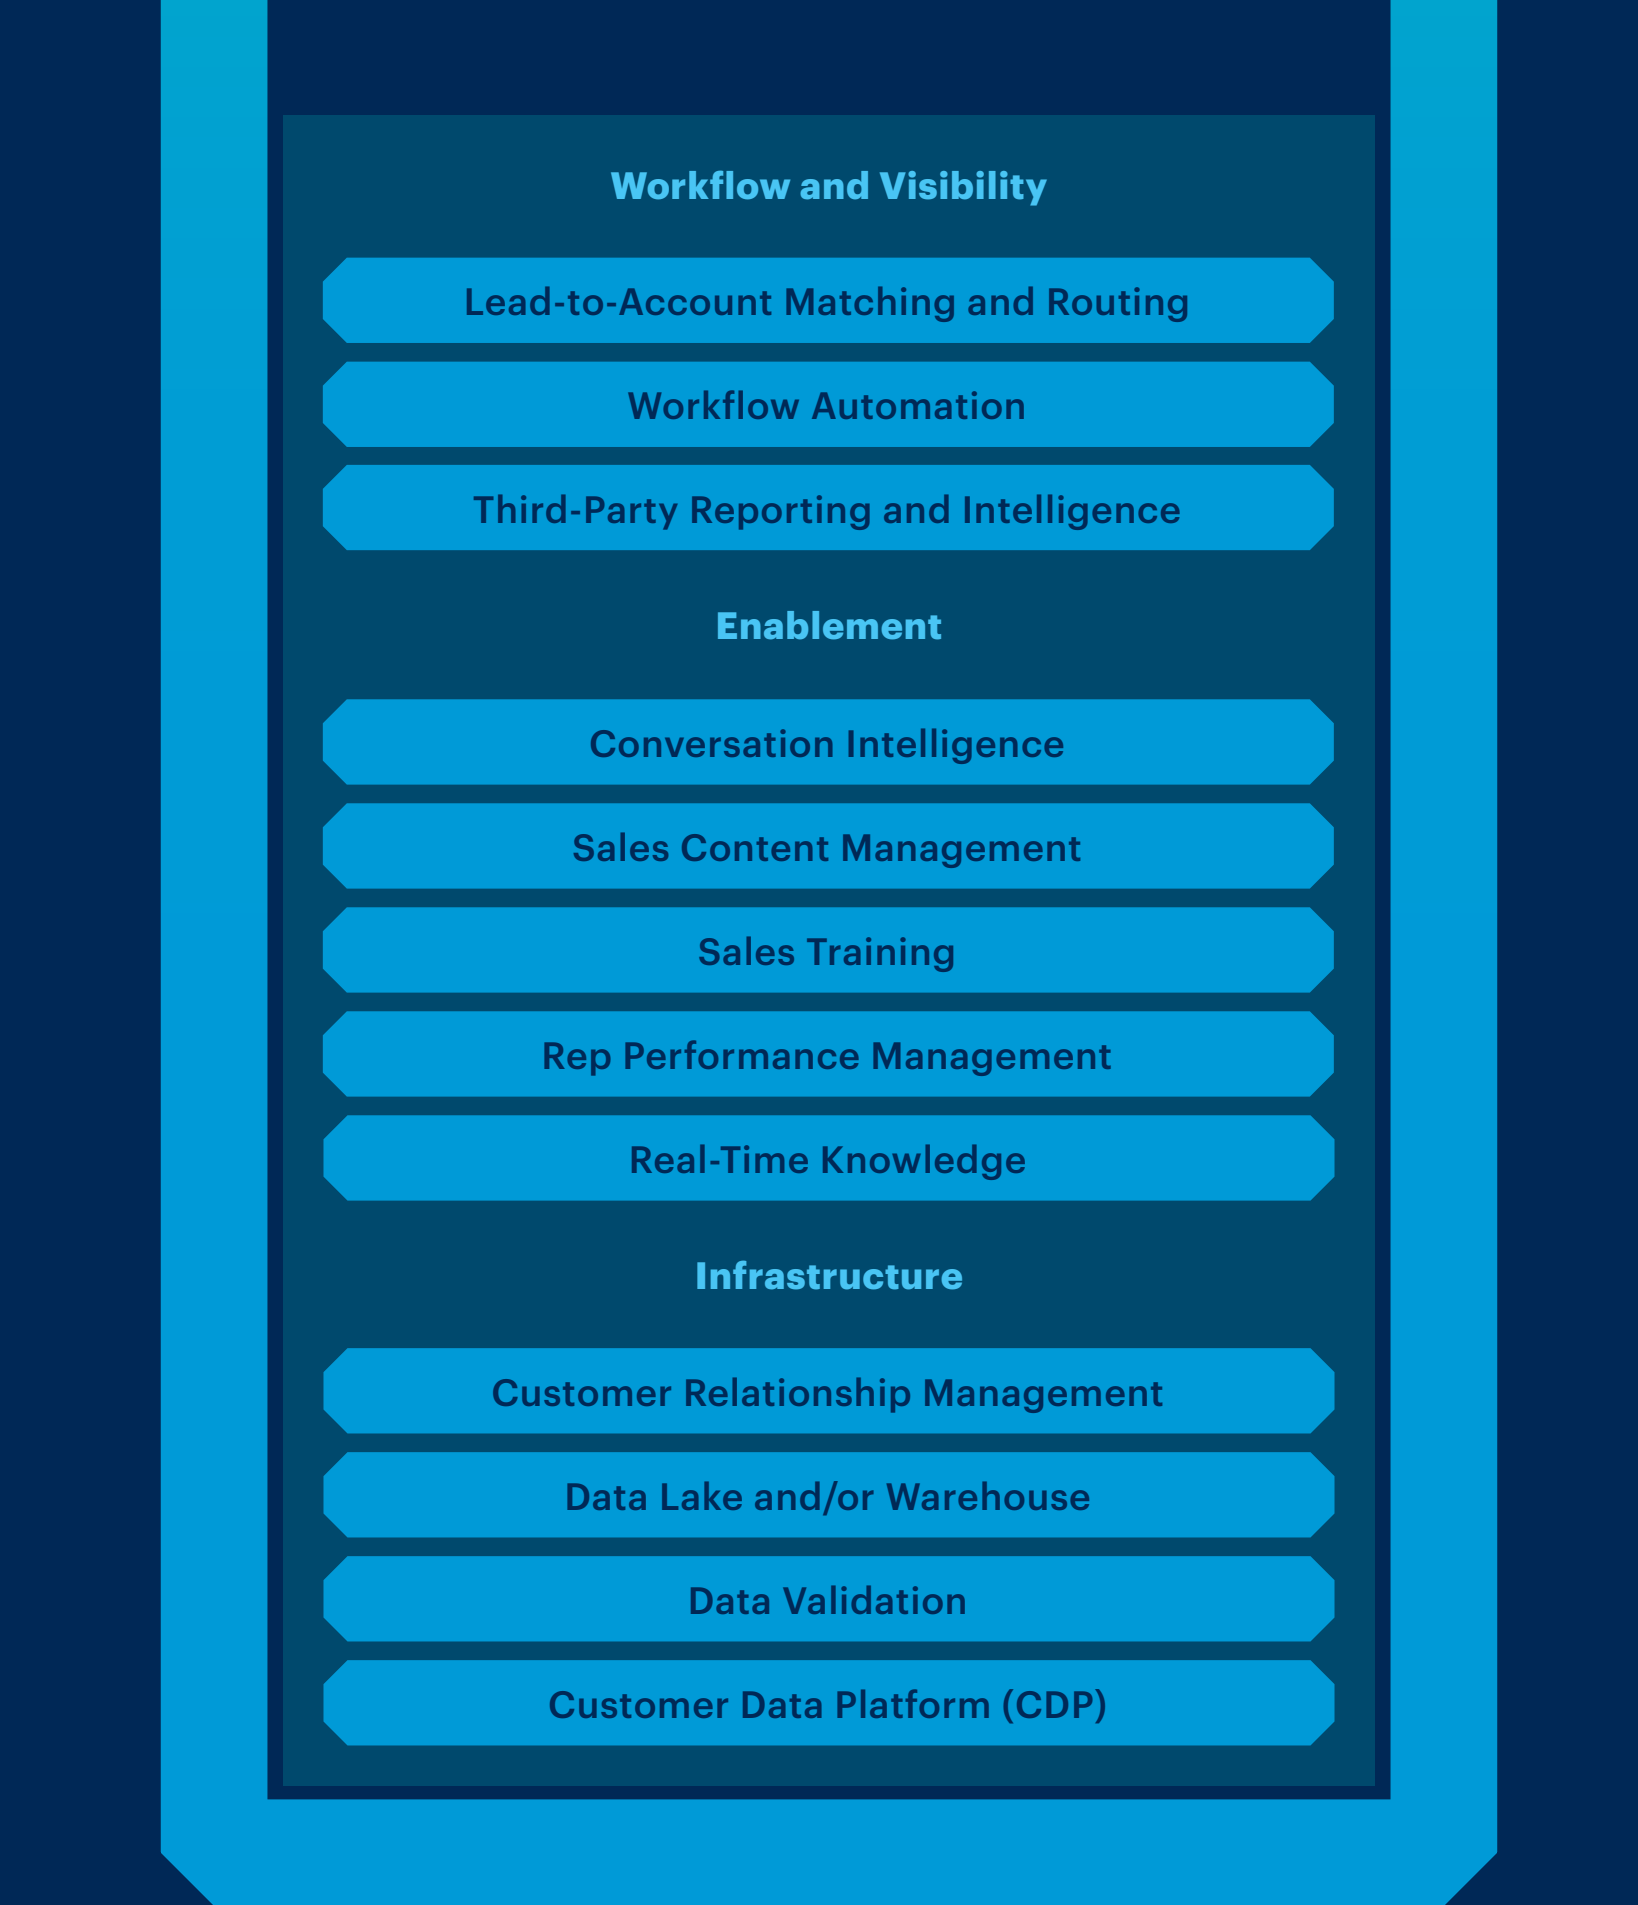 Workflow and Visibility
Lead-to-Account Matching and Routing
Workflow Automation
Third-Party Reporting and Intelligence
Enablement
Conversation Intelligence
Sales Content Management
Sales Training
Rep Performance Management
Real-Time Knowledge
Infrastructure
Customer Relationship Management
Data Lake and/or Warehouse
Data Validation
Customer Data Platform (CDP)